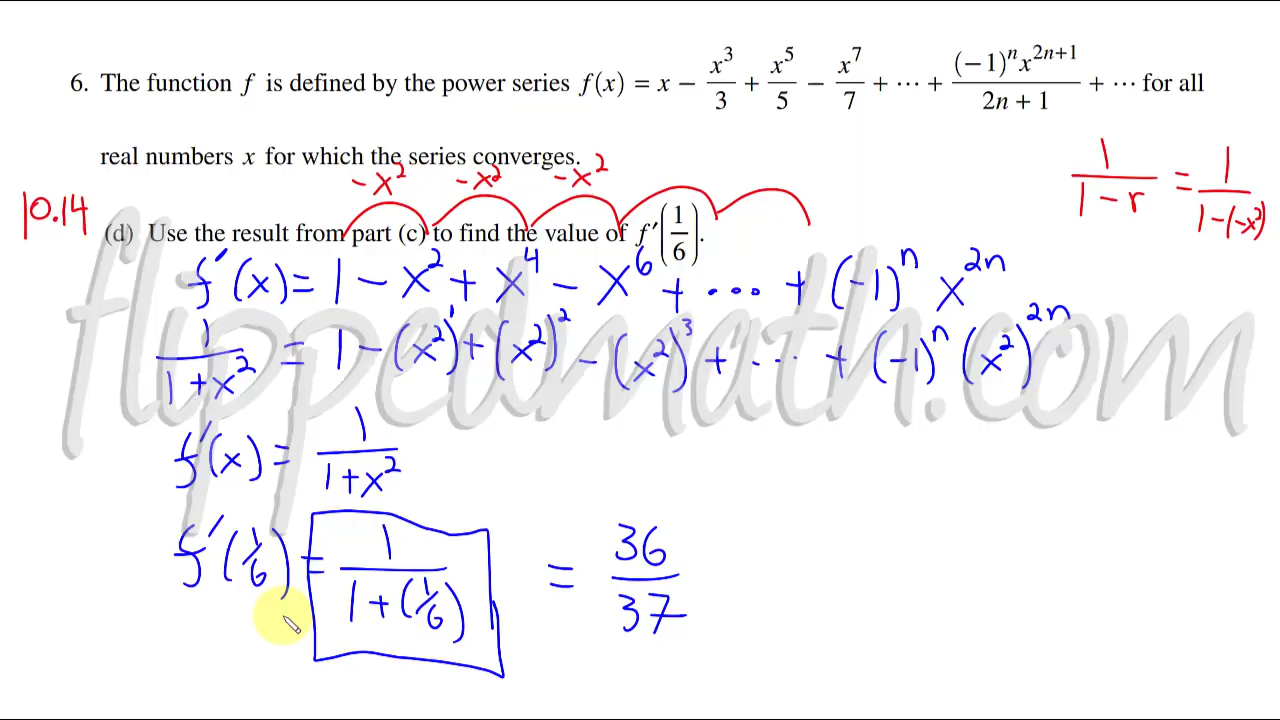 6. The function f is defined by the power series f(x) = x − x³/3 + x⁵/5 − x⁷/7 + ⋯ + (−1)ⁿx²ⁿ⁺¹/(2n + 1) + ⋯ for all
real numbers x for which the series converges.
−x² −x² −x²
1/(1−r) = 1/(1−(−x²))
10.14
(d) Use the result from part (c) to find the value of f′(1/6).
f′(x) = 1 − x² + x⁴ − x⁶ + ⋯ + (−1)ⁿ x²ⁿ
1/(1+x²) = 1 − (x²)¹ + (x²)² − (x²)³ + ⋯ + (−1)ⁿ (x²)²ⁿ
flippedmath.com
f′(x) = 1/(1+x²)
f′(1/6) = 1/(1+(1/6)) = 36/37